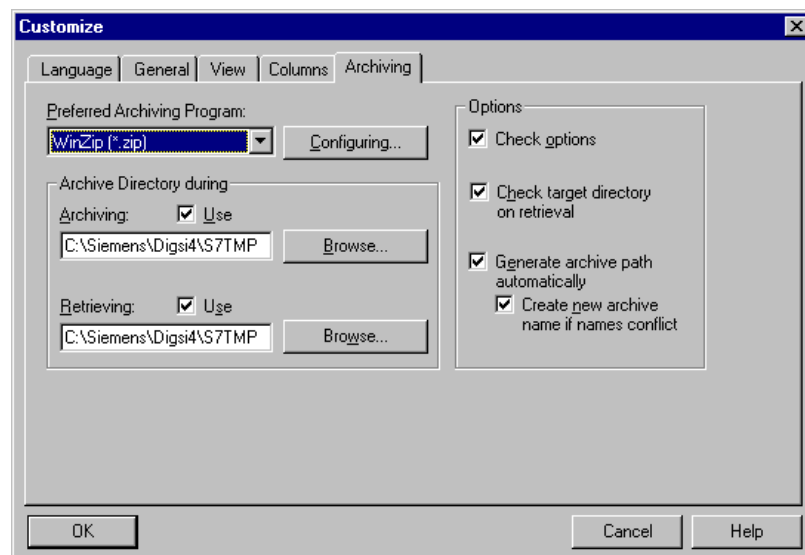 Customize
Language
General
View
Columns
Archiving
Preferred Archiving Program:
WinZip (*.zip)
Configuring...
Archive Directory during
Archiving:
Use
C:\Siemens\Digsi4\S7TMP
Browse...
Retrieving:
Use
C:\Siemens\Digsi4\S7TMP
Browse...
Options
Check options
Check target directory
on retrieval
Generate archive path
automatically
Create new archive
name if names conflict
OK
Cancel
Help